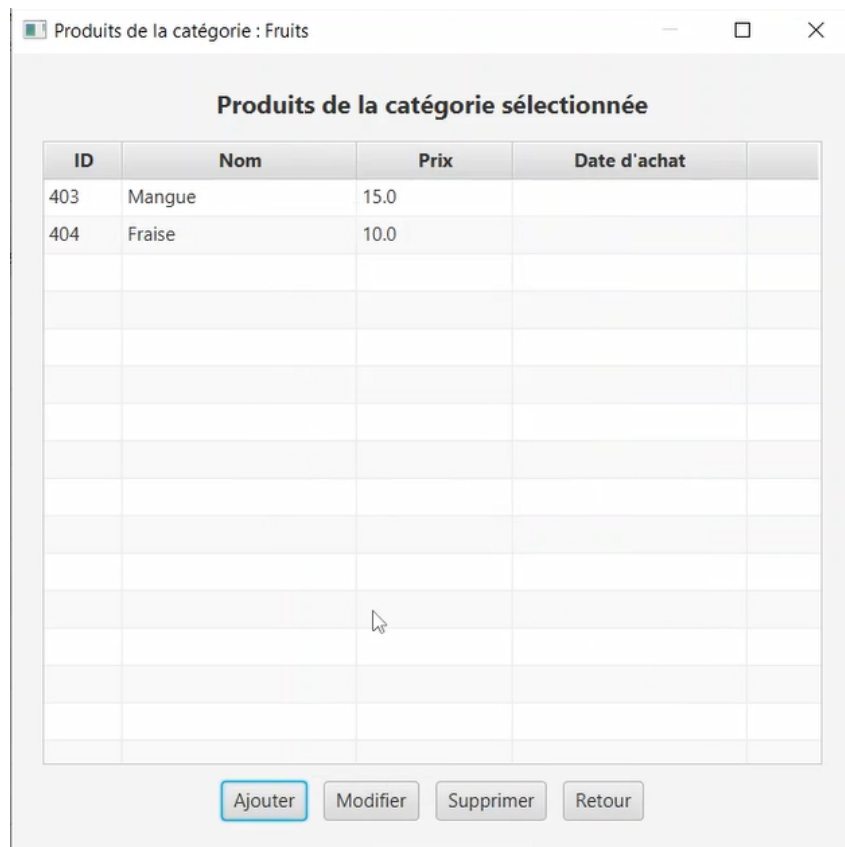 Produits de la catégorie : Fruits
Produits de la catégorie sélectionnée
ID Nom Prix Date d'achat
403 Mangue 15.0
404 Fraise 10.0
Ajouter Modifier Supprimer Retour